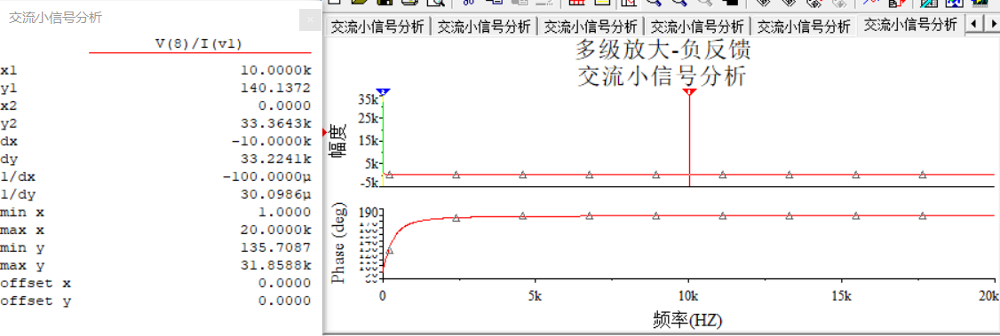 交流小信号分析
V(8)/I(v1)
x1 10.0000k
y1 140.1372
x2 0.0000
y2 33.3643k
dx -10.0000k
dy 33.2241k
1/dx -100.0000µ
1/dy 30.0986µ
min x 1.0000
max x 20.0000k
min y 135.7087
max y 31.8588k
offset x 0.0000
offset y 0.0000
交流小信号分析 交流小信号分析 交流小信号分析 交流小信号分析 交流小信号分析 交流小信号分析
多级放大-负反馈
交流小信号分析
35k
25k
15k
5k
-5k
幅度
190
Phase (deg)
0 5k 10k 15k 20k
频率(HZ)